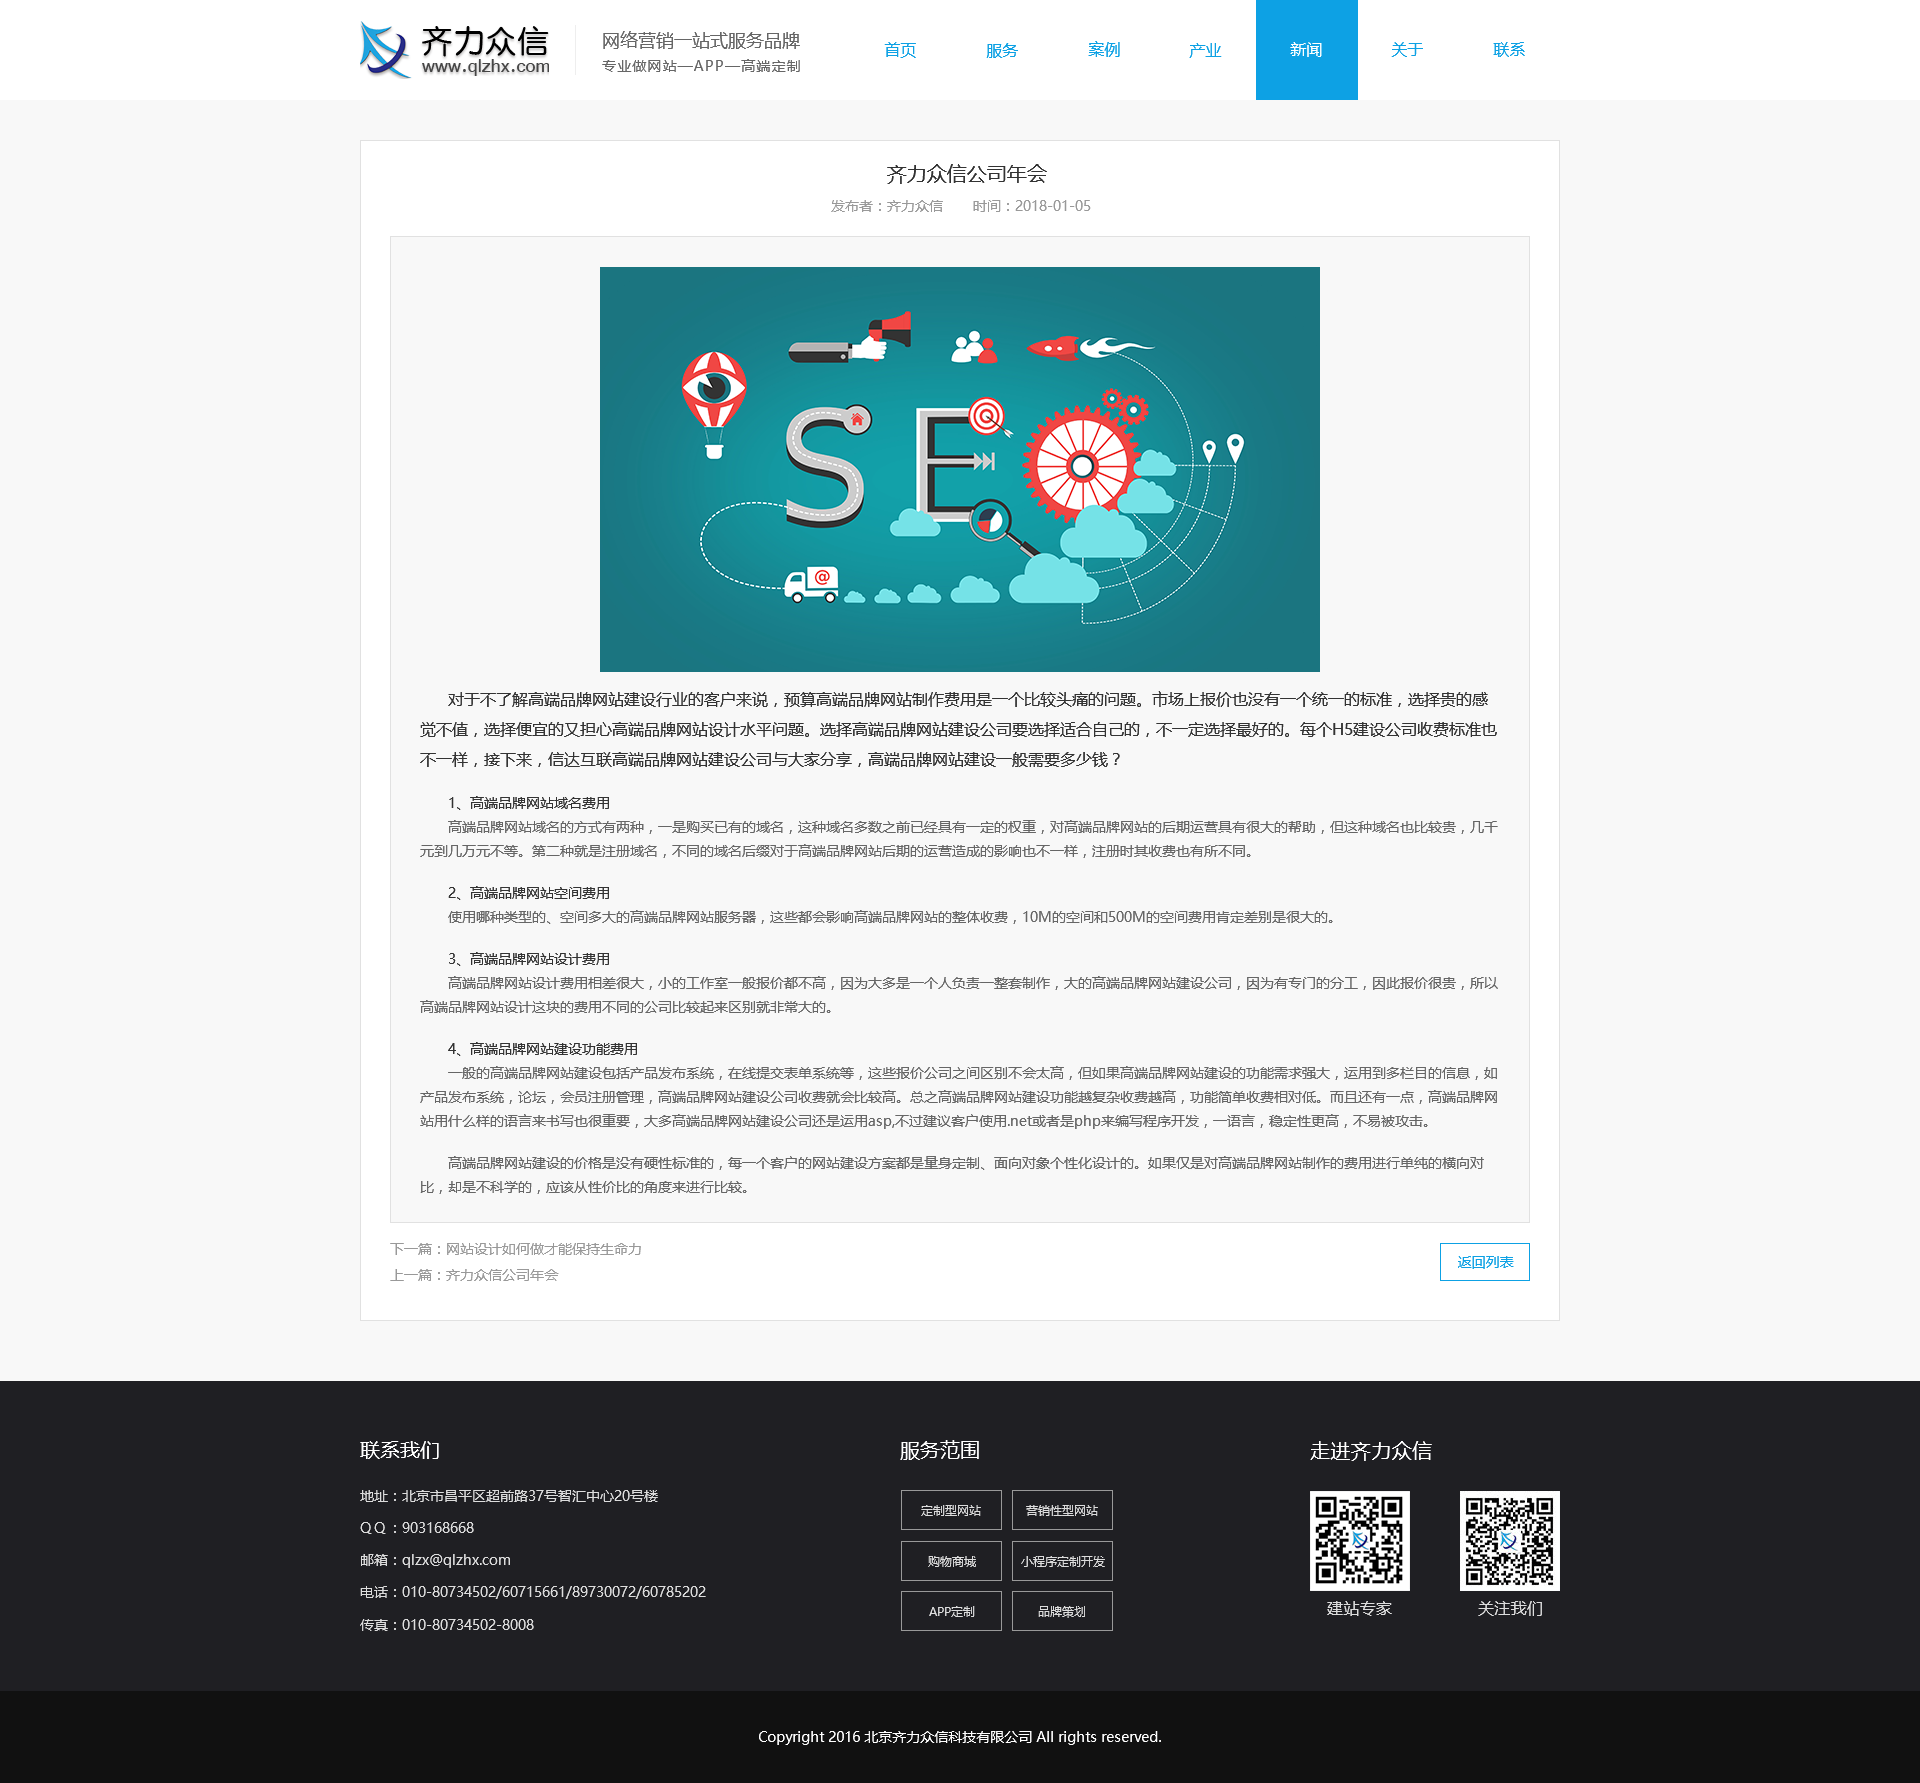 齐力众信
www.qlzhx.com
网络营销一站式服务品牌
专业做网站—APP—高端定制
首页 服务 案例 产业 新闻 关于 联系
齐力众信公司年会
发布者：齐力众信 时间：2018-01-05
S E
@
对于不了解高端品牌网站建设行业的客户来说，预算高端品牌网站制作费用是一个比较头痛的问题。市场上报价也没有一个统一的标准，选择贵的感
觉不值，选择便宜的又担心高端品牌网站设计水平问题。选择高端品牌网站建设公司要选择适合自己的，不一定选择最好的。每个H5建设公司收费标准也
不一样，接下来，信达互联高端品牌网站建设公司与大家分享，高端品牌网站建设一般需要多少钱？
1、高端品牌网站域名费用
高端品牌网站域名的方式有两种，一是购买已有的域名，这种域名多数之前已经具有一定的权重，对高端品牌网站的后期运营具有很大的帮助，但这种域名也比较贵，几千
元到几万元不等。第二种就是注册域名，不同的域名后缀对于高端品牌网站后期的运营造成的影响也不一样，注册时其收费也有所不同。
2、高端品牌网站空间费用
使用哪种类型的、空间多大的高端品牌网站服务器，这些都会影响高端品牌网站的整体收费，10M的空间和500M的空间费用肯定差别是很大的。
3、高端品牌网站设计费用
高端品牌网站设计费用相差很大，小的工作室一般报价都不高，因为大多是一个人负责一整套制作，大的高端品牌网站建设公司，因为有专门的分工，因此报价很贵，所以
高端品牌网站设计这块的费用不同的公司比较起来区别就非常大的。
4、高端品牌网站建设功能费用
一般的高端品牌网站建设包括产品发布系统，在线提交表单系统等，这些报价公司之间区别不会太高，但如果高端品牌网站建设的功能需求强大，运用到多栏目的信息，如
产品发布系统，论坛，会员注册管理，高端品牌网站建设公司收费就会比较高。总之高端品牌网站建设功能越复杂收费越高，功能简单收费相对低。而且还有一点，高端品牌网
站用什么样的语言来书写也很重要，大多高端品牌网站建设公司还是运用asp,不过建议客户使用.net或者是php来编写程序开发，一语言，稳定性更高，不易被攻击。
高端品牌网站建设的价格是没有硬性标准的，每一个客户的网站建设方案都是量身定制、面向对象个性化设计的。如果仅是对高端品牌网站制作的费用进行单纯的横向对
比，却是不科学的，应该从性价比的角度来进行比较。
下一篇：网站设计如何做才能保持生命力
上一篇：齐力众信公司年会
返回列表
联系我们
地址：北京市昌平区超前路37号智汇中心20号楼
Q Q ：903168668
邮箱：qlzx@qlzhx.com
电话：010-80734502/60715661/89730072/60785202
传真：010-80734502-8008
服务范围
定制型网站 营销性型网站
购物商城 小程序定制开发
APP定制 品牌策划
走进齐力众信
建站专家 关注我们
Copyright 2016 北京齐力众信科技有限公司 All rights reserved.